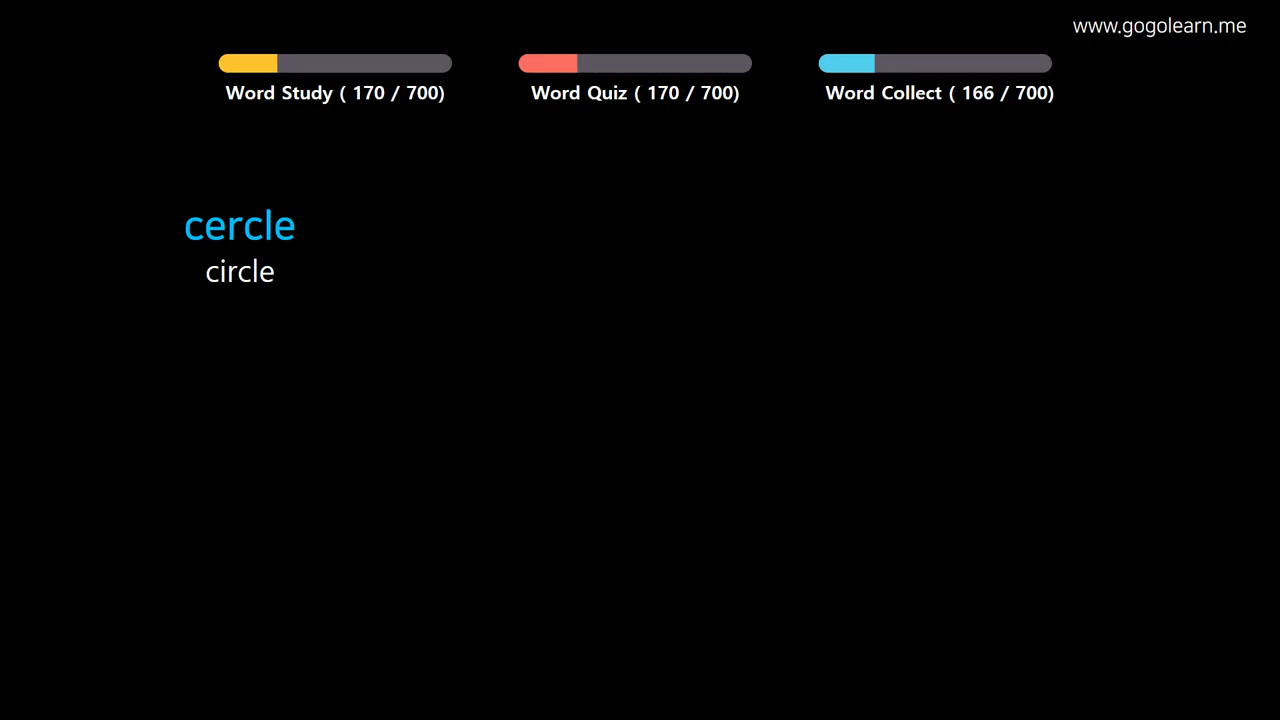 www.gogolearn.me
Word Study ( 170 / 700)
Word Quiz ( 170 / 700)
Word Collect ( 166 / 700)
cercle
circle